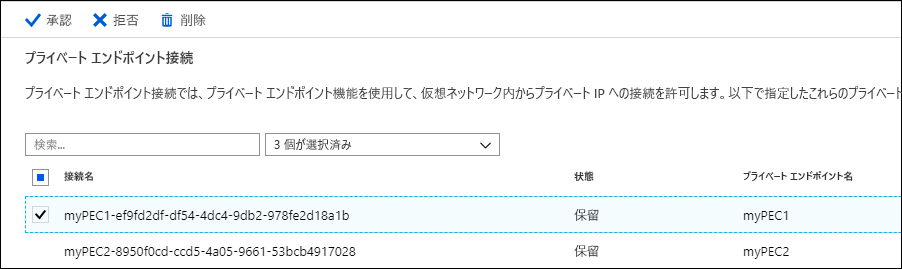 承認 拒否 削除
プライベート エンドポイント接続
プライベート エンドポイント接続では、プライベート エンドポイント機能を使用して、仮想ネットワーク内からプライベート IP への接続を許可します。以下で指定したこれらのプライベート
検索... 3 個が選択済み
接続名 状態 プライベート エンドポイント名
myPEC1-ef9fd2df-df54-4dc4-9db2-978fe2d18a1b 保留 myPEC1
myPEC2-8950f0cd-ccd5-4a05-9661-53bcb4917028 保留 myPEC2